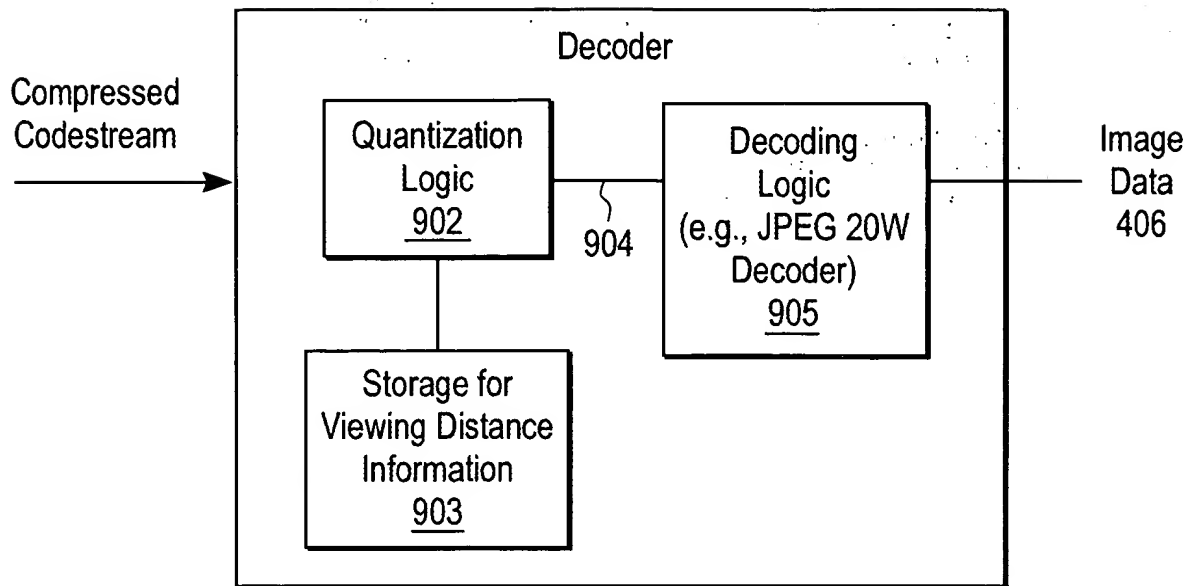 Decoder
Compressed
Codestream
Quantization
Logic
902
904
Decoding
Logic
(e.g., JPEG 20W
Decoder)
905
Image
Data
406
Storage for
Viewing Distance
Information
903